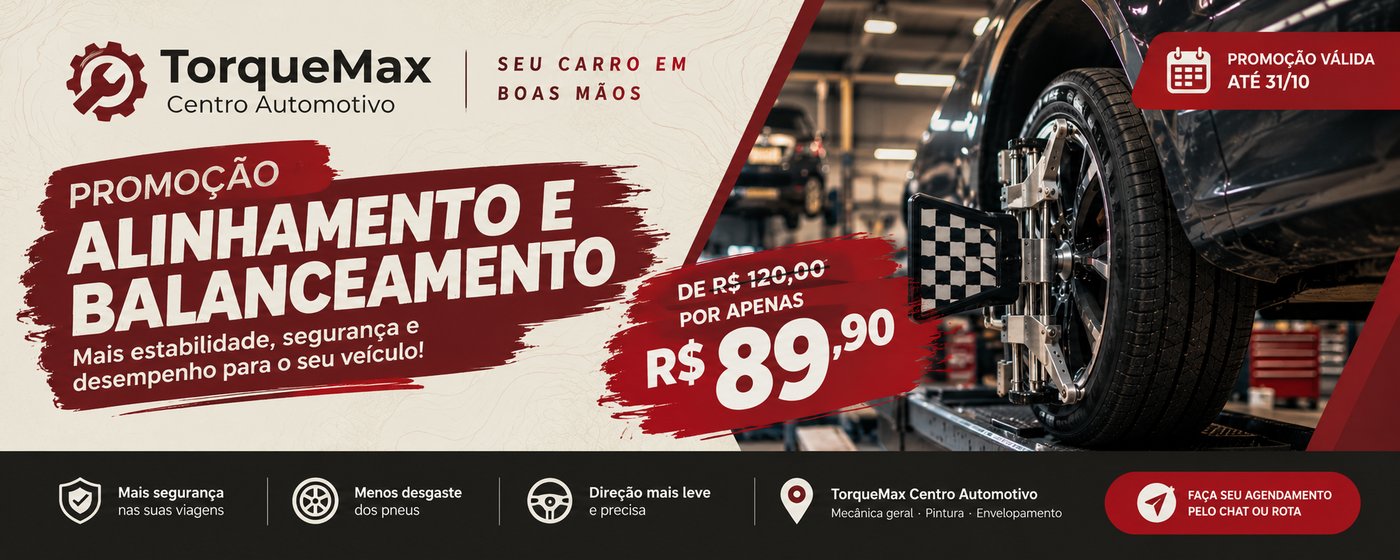 TorqueMax
Centro Automotivo
SEU CARRO EM
BOAS MÃOS
PROMOÇÃO VÁLIDA
ATÉ 31/10
PROMOÇÃO
ALINHAMENTO E
BALANCEAMENTO
Mais estabilidade, segurança e
desempenho para o seu veículo!
DE R$ 120,00
POR APENAS
R$ 89,90
Mais segurança
nas suas viagens
Menos desgaste
dos pneus
Direção mais leve
e precisa
TorqueMax Centro Automotivo
Mecânica geral · Pintura · Envelopamento
FAÇA SEU AGENDAMENTO
PELO CHAT OU ROTA